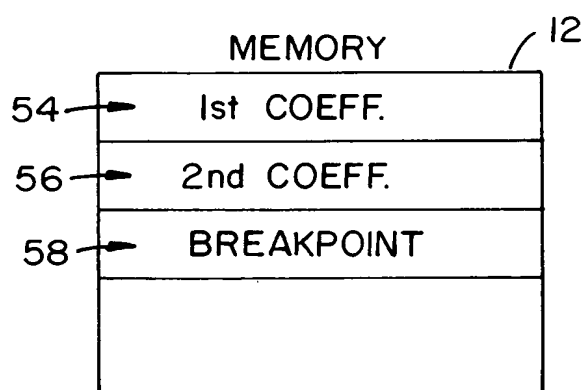 12
MEMORY
54 1st COEFF.
56 2nd COEFF.
58 BREAKPOINT